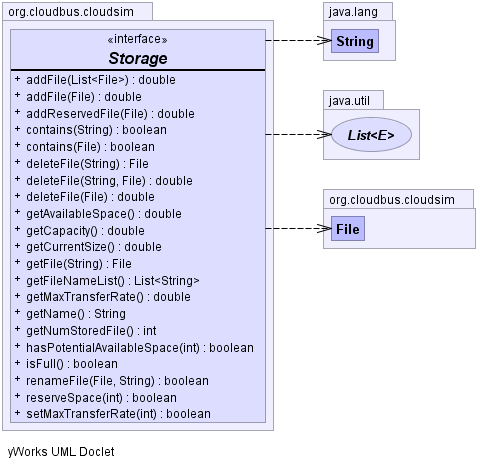 org.cloudbus.cloudsim
«interface»
Storage
+ addFile(List<File>) : double
+ addFile(File) : double
+ addReservedFile(File) : double
+ contains(String) : boolean
+ contains(File) : boolean
+ deleteFile(String) : File
+ deleteFile(String, File) : double
+ deleteFile(File) : double
+ getAvailableSpace() : double
+ getCapacity() : double
+ getCurrentSize() : double
+ getFile(String) : File
+ getFileNameList() : List<String>
+ getMaxTransferRate() : double
+ getName() : String
+ getNumStoredFile() : int
+ hasPotentialAvailableSpace(int) : boolean
+ isFull() : boolean
+ renameFile(File, String) : boolean
+ reserveSpace(int) : boolean
+ setMaxTransferRate(int) : boolean
java.lang
String
java.util
List<E>
org.cloudbus.cloudsim
File
yWorks UML Doclet